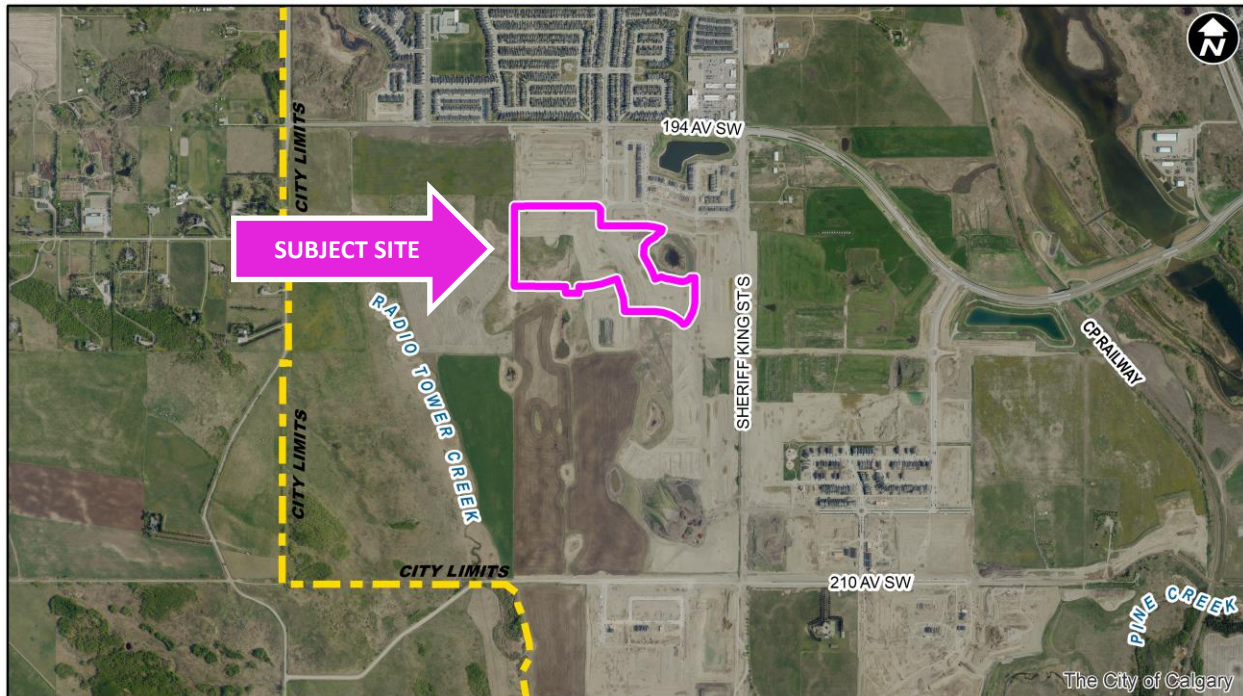 N
194 AV SW
CITY LIMITS
SUBJECT SITE
RADIO TOWER CREEK
SHERIFF KING ST S
CP RAILWAY
CITY LIMITS
CITY LIMITS
210 AV SW
PINE CREEK
The City of Calgary